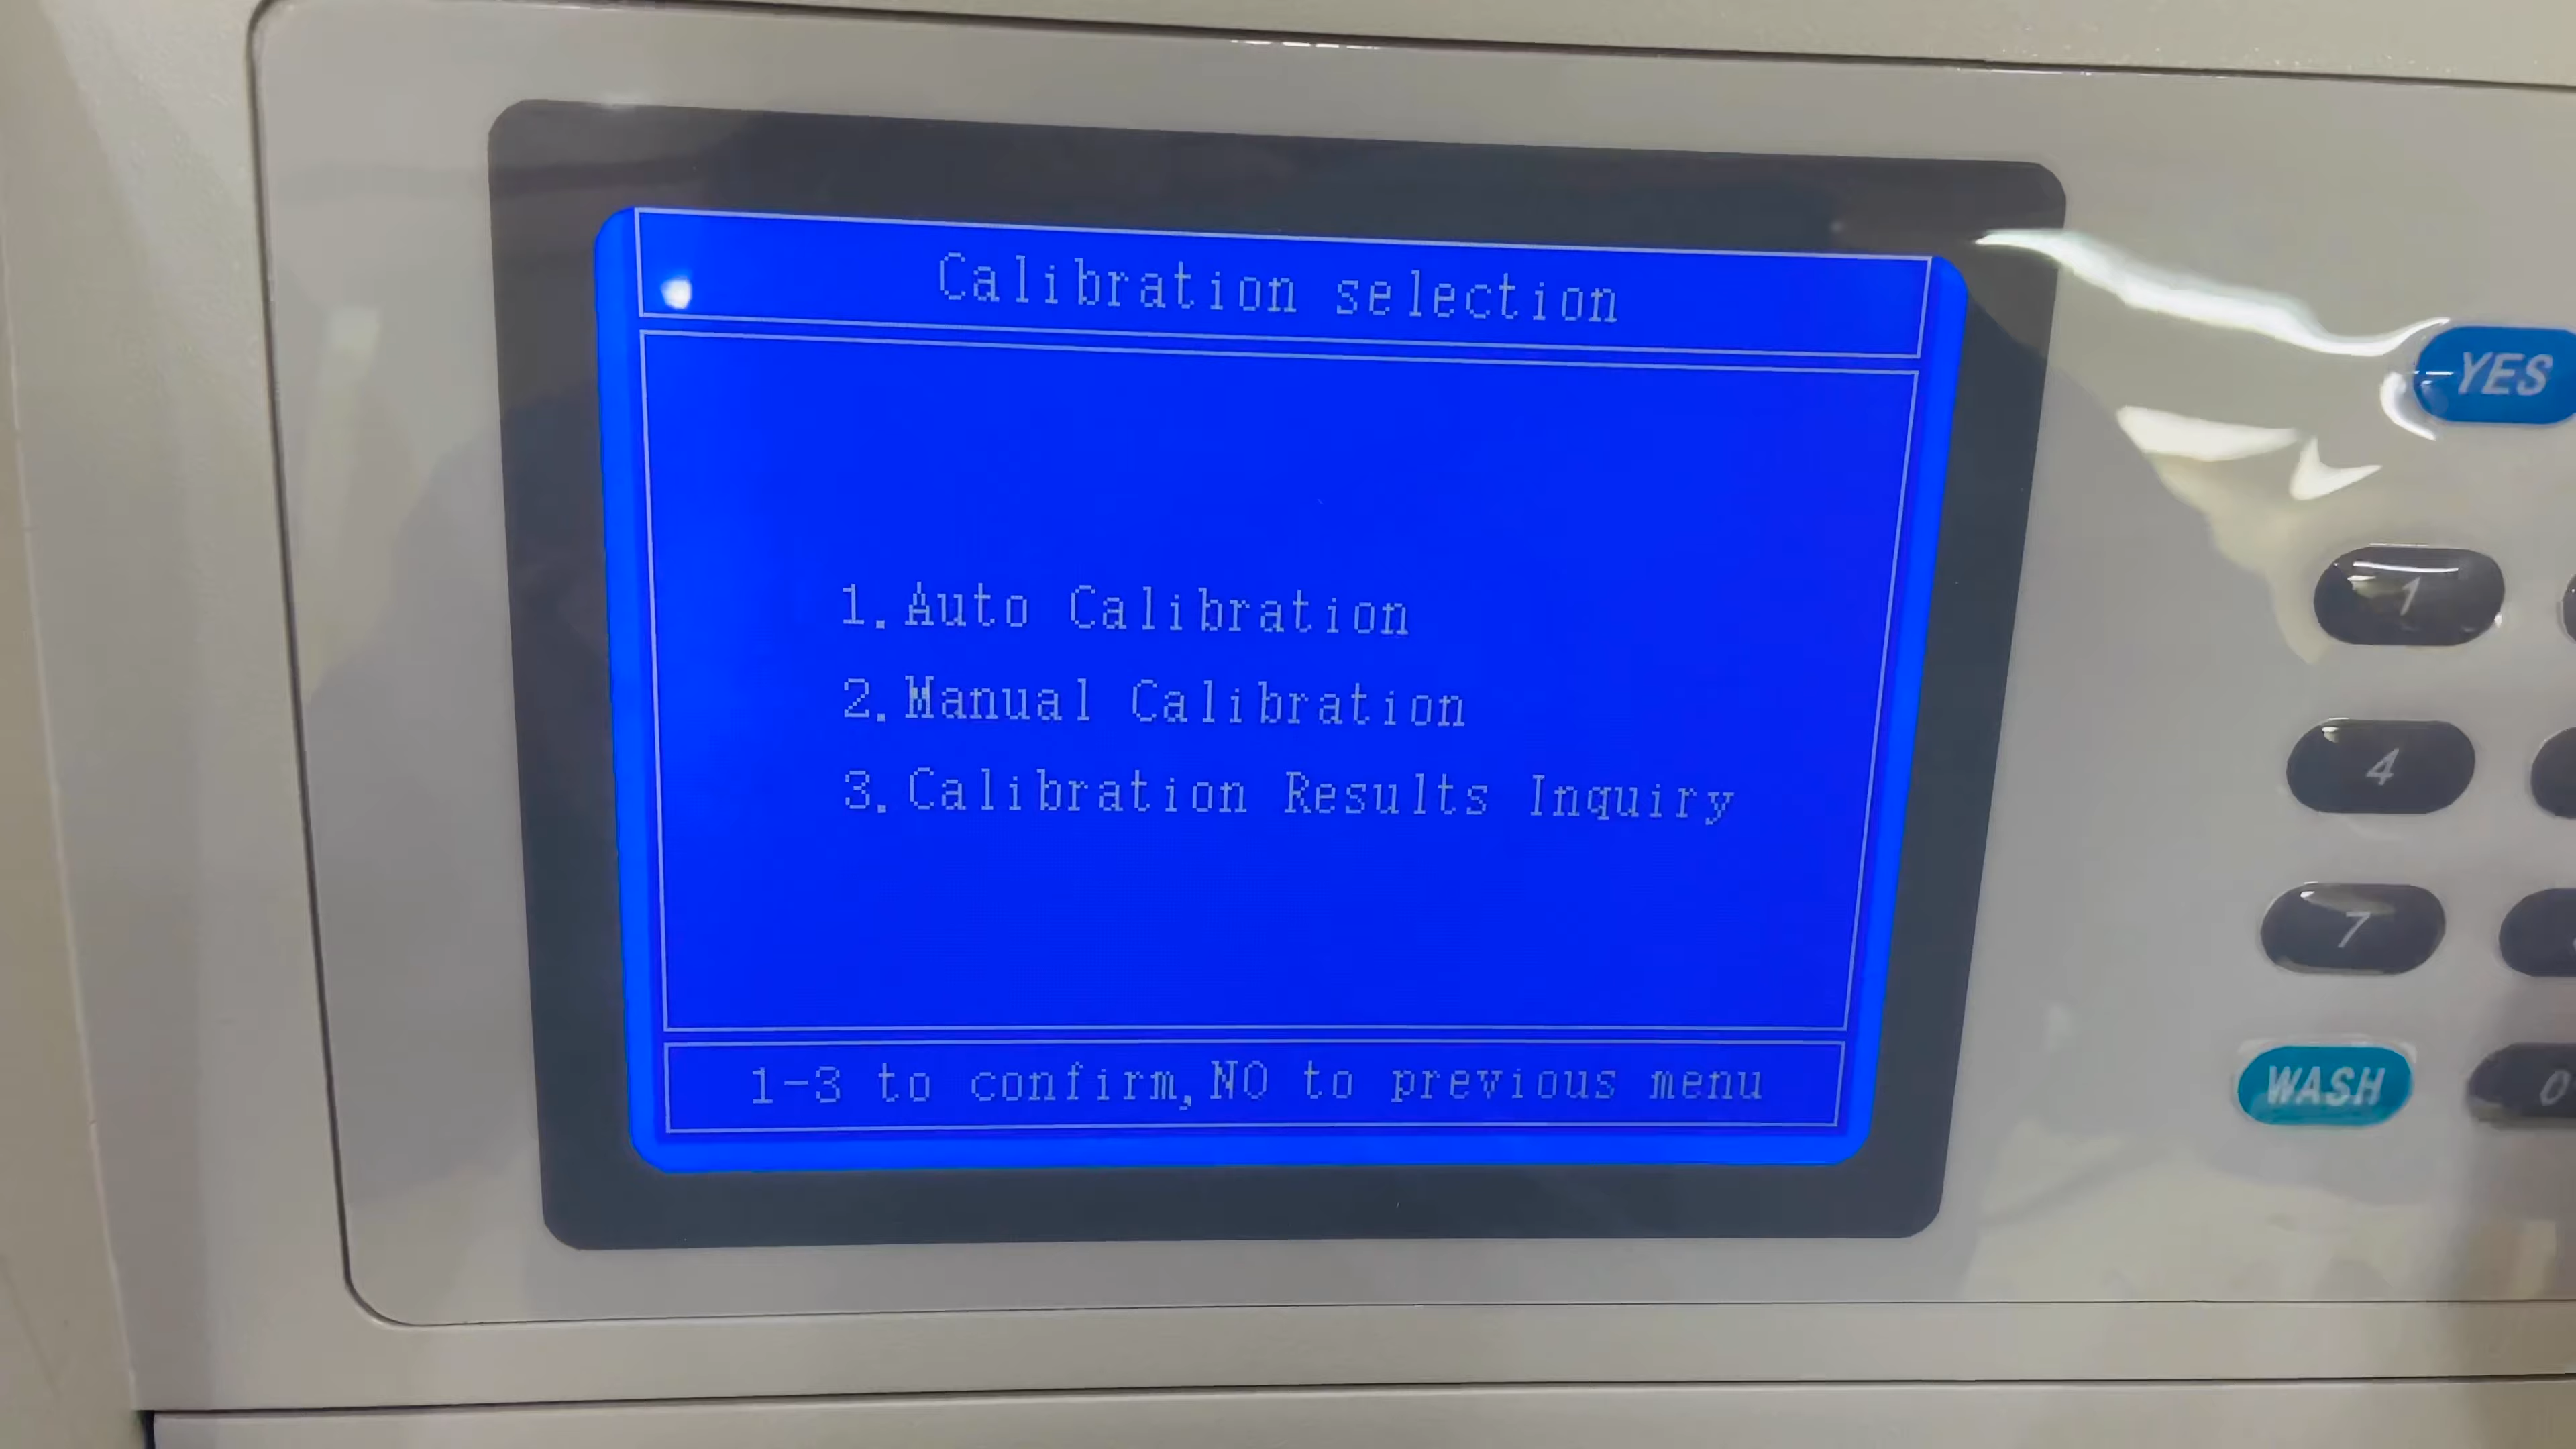 Calibration selection
YES
1.Auto Calibration
1
2.Manual Calibration
4
3.Calibration Results Inquiry
7
1-3 to confirm,NO to previous menu
WASH
0